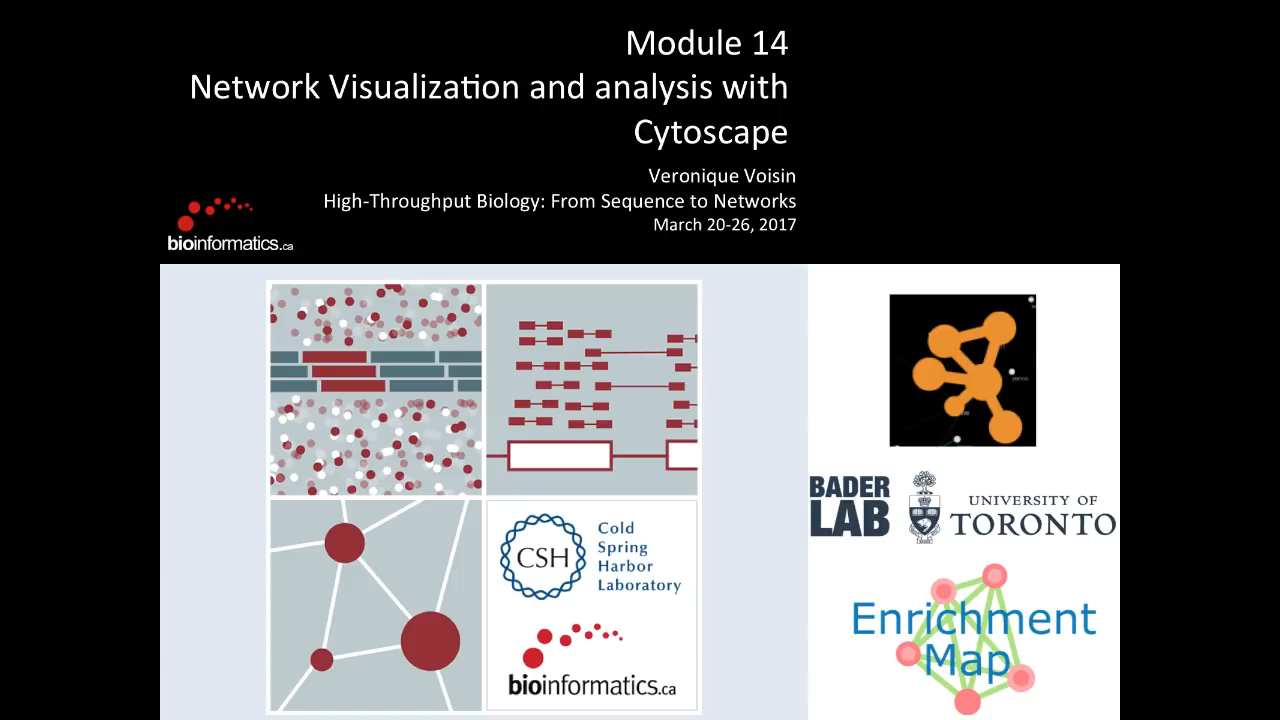 Module 14
Network Visualization and analysis with
Cytoscape
Veronique Voisin
High-Throughput Biology: From Sequence to Networks
March 20-26, 2017
bioinformatics.ca
CSH
Cold
Spring
Harbor
Laboratory
bioinformatics.ca
BADER
LAB
UNIVERSITY OF
TORONTO
Enrichment
Map